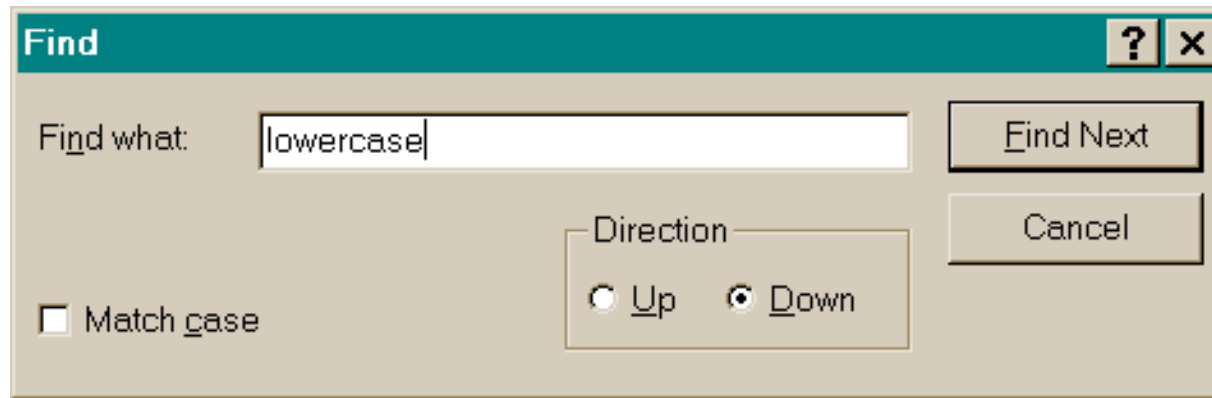 Find
Find what: lowercase Find Next
Cancel
Direction
Up Down
Match case